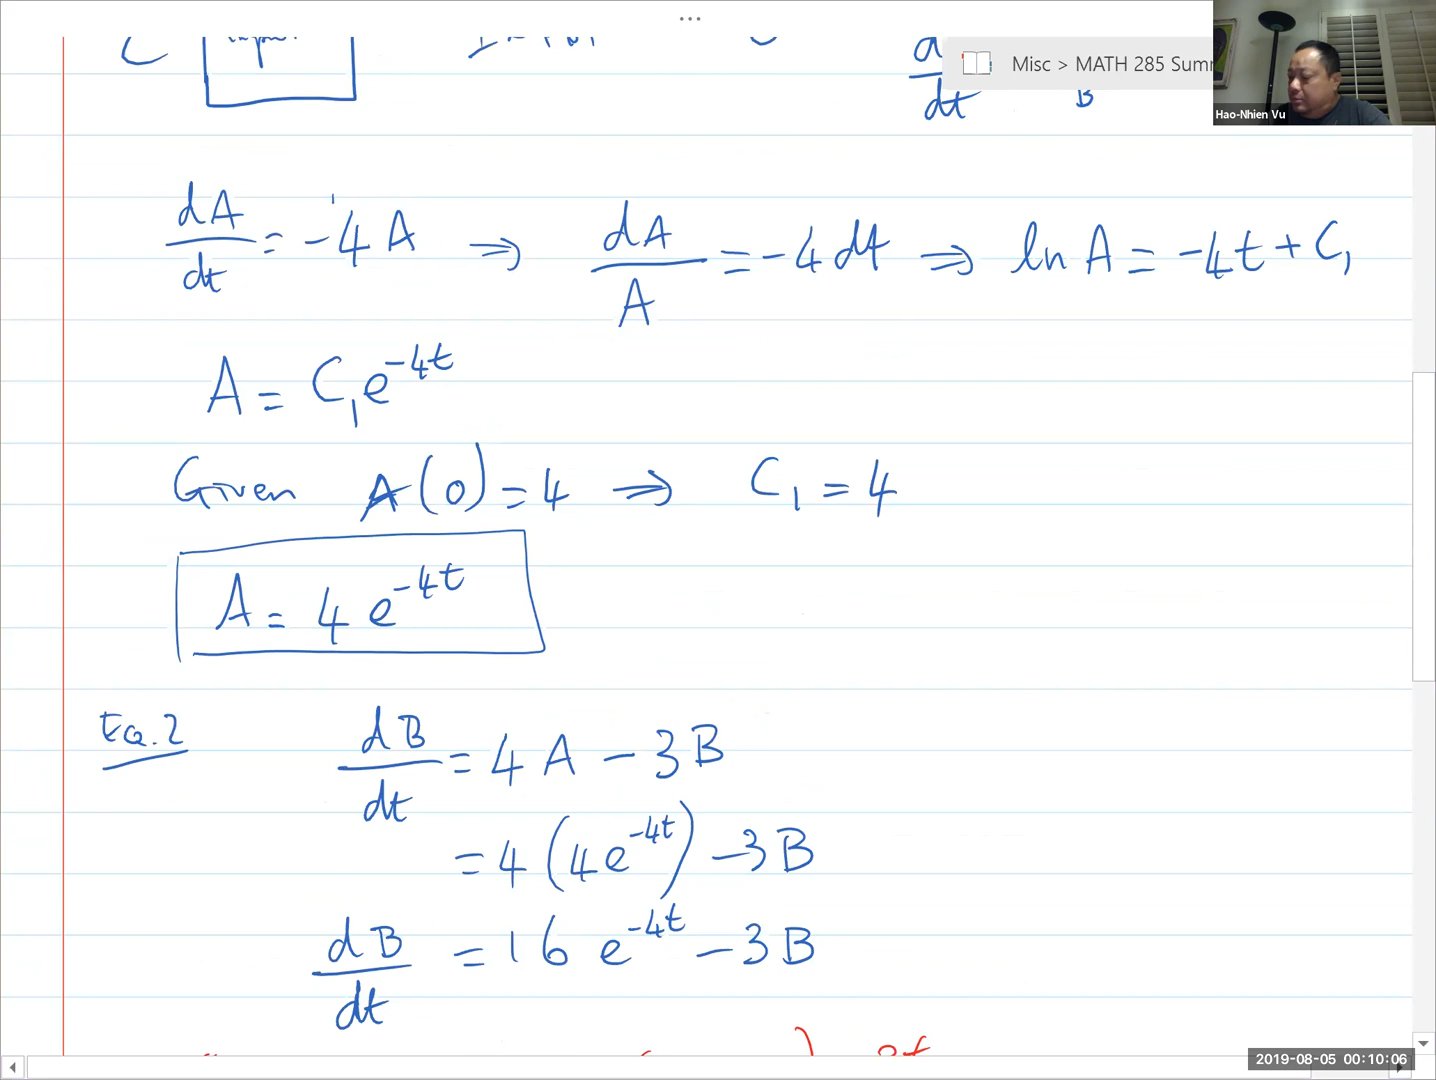 Misc > MATH 285 Sum
Hao-Nhien Vu
dt B
dA/dt = -4A ⇒ dA/A = -4dt ⇒ ln A = -4t + C₁
A = C₁e^{-4t}
Given A(0) = 4 ⇒ C₁ = 4
A = 4e^{-4t}
Eq. 2 dB/dt = 4A - 3B
= 4(4e^{-4t}) - 3B
dB/dt = 16e^{-4t} - 3B
2019-08-05 00:10:06